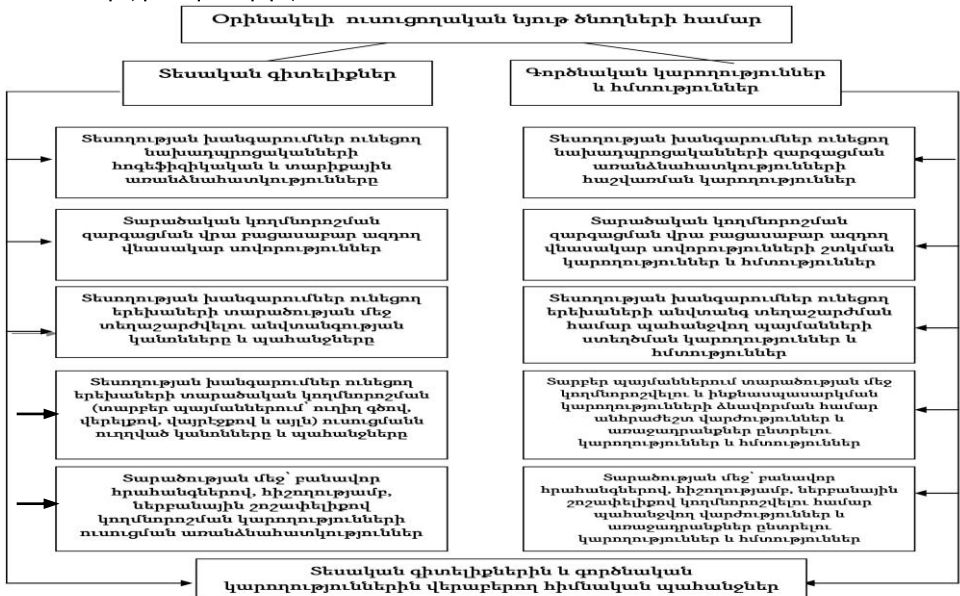 Օրինակելի ուսուցողական նյութ ծնողների համար
Տեսական գիտելիքներ
Գործնական կարողություններ
և հմտություններ
Տեսողության խանգարումներ ունեցող
նախադպրոցականների
հոգեֆիզիկական և տարիքային
առանձնահատկությունները
Տեսողության խանգարումներ ունեցող
նախադպրոցականների զարգացման
առանձնահատկությունների
հաշվառման կարողություններ
Տարածական կողմնորոշման
զարգացման վրա բացասաբար ազդող
վնասակար սովորություններ
Տարածական կողմնորոշման
զարգացման վրա բացասաբար ազդող
վնասակար սովորությունների շտկման
կարողություններ և հմտություններ
Տեսողության խանգարումներ ունեցող
երեխաների տարածության մեջ
տեղաշարժվելու անվտանգության
կանոնները և պահանջները
Տեսողության խանգարումներ ունեցող
երեխաների անվտանգ տեղաշարժման
համար պահանջվող պայմանների
ստեղծման կարողություններ և
հմտություններ
Տեսողության խանգարումներ ունեցող
երեխաների տարածական կողմնորոշման
(տարբեր պայմաններում՝ ուղիղ գծով,
վերելքով, վայրէջքով և այլն) ուսուցմանն
ուղղված կանոնները և պահանջները
Տարբեր պայմաններում տարածության մեջ
կողմնորոշվելու և ինքնասպասարկման
կարողությունների ձևավորման համար
անհրաժեշտ վարժություններ և
առաջադրանքներ ընտրելու
կարողություններ և հմտություններ
Տարածության մեջ՝ բանավոր
հրահանգներով, հիշողությամբ,
ներբանային շոշափելիքով
կողմնորոշման կարողությունների
ուսուցման առանձնահատկություններ
Տարածության մեջ՝ բանավոր
հրահանգներով, հիշողությամբ, ներբանային
շոշափելիքով կողմնորոշվելու համար
պահանջվող վարժություններ և
առաջադրանքներ ընտրելու
կարողություններ և հմտություններ
Տեսական գիտելիքներին և գործնական
կարողություններին վերաբերող հիմնական պահանջներ